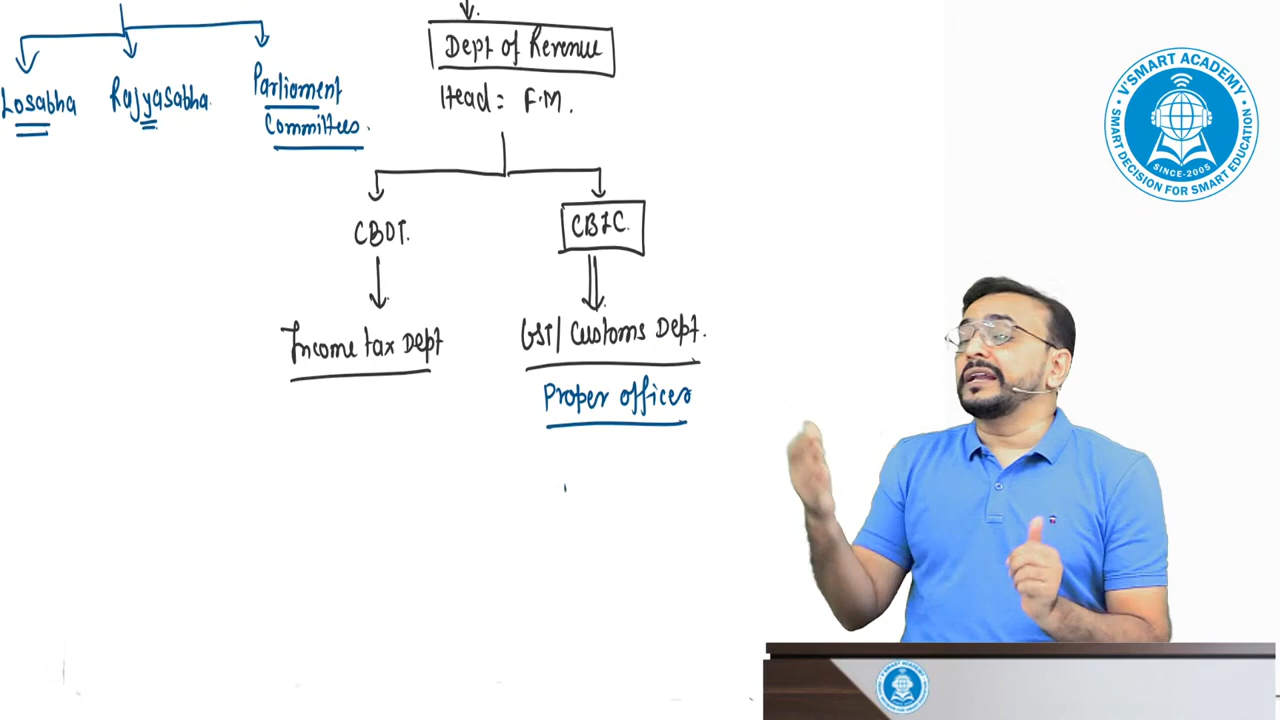 Dept of Revenue
Head = F.M.
Losabha
Rajyasabha.
Parliament
Committees.
CBDT.
CBIC.
Income tax Dept
GST/Customs Dept.
Proper officer
V'SMART ACADEMY
SINCE-2005
SMART DECISION FOR SMART EDUCATION